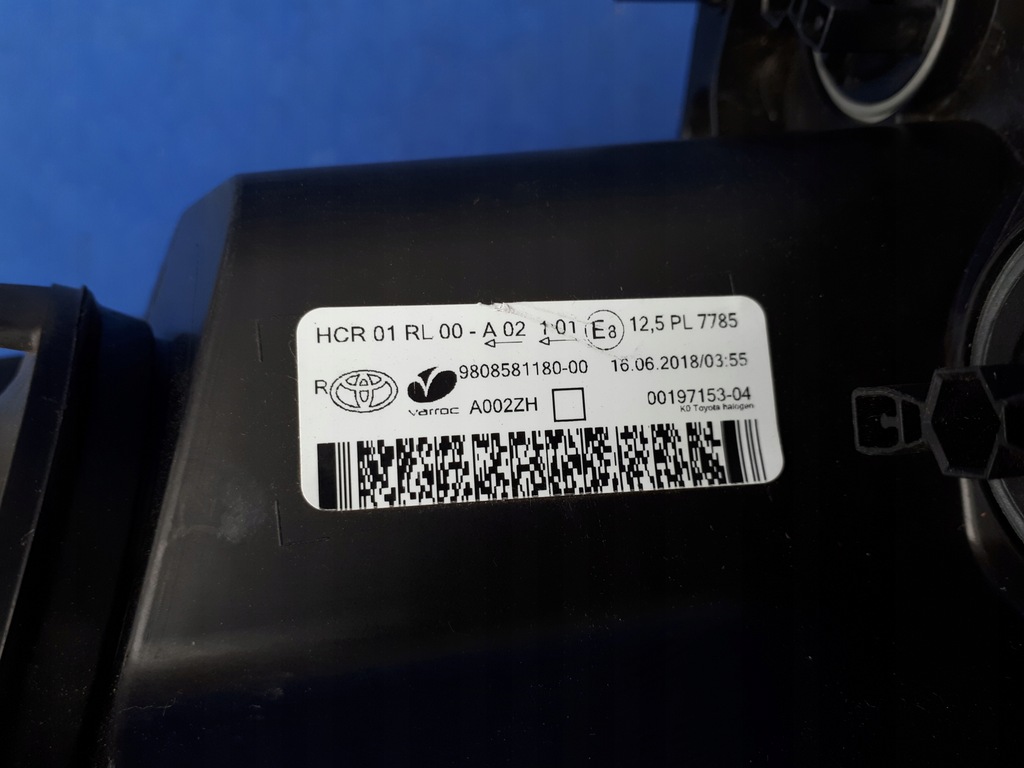 HCR 01 RL 00 - A 02 1 01 E8 12,5 PL 7785
9808581180-00 16.06.2018/03:55
R varroc A002ZH 00197153-04
K0 Toyota halogen